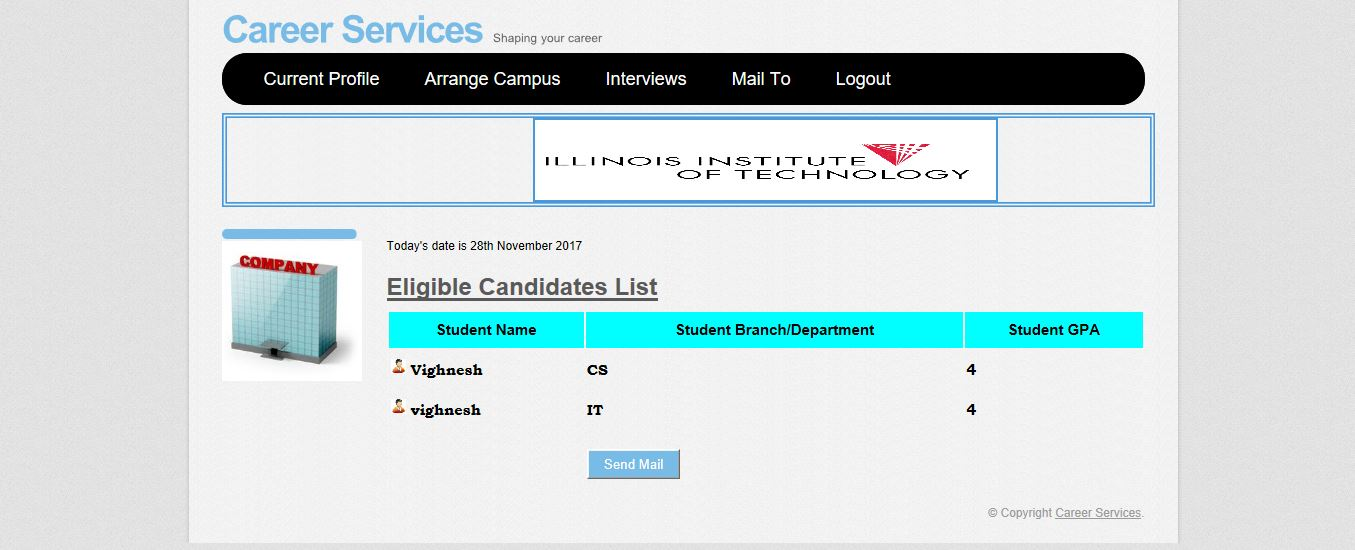 Career Services Shaping your career
Current Profile Arrange Campus Interviews Mail To Logout
ILLINOIS INSTITUTE
OF TECHNOLOGY
COMPANY
Today's date is 28th November 2017
Eligible Candidates List
Student Name Student Branch/Department Student GPA
Vighnesh CS 4
vighnesh IT 4
Send Mail
© Copyright Career Services.